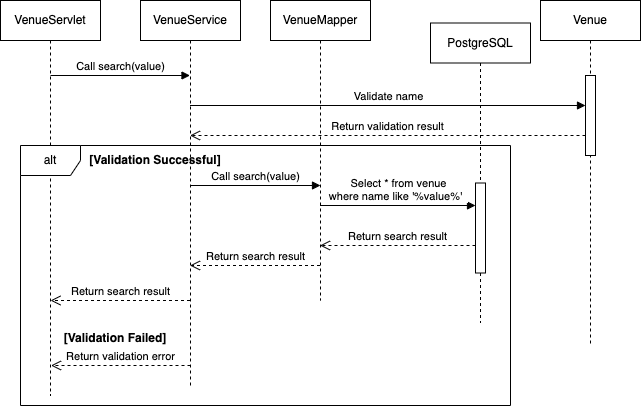 VenueServlet
VenueService
VenueMapper
PostgreSQL
Venue
Call search(value)
Validate name
Return validation result
alt
[Validation Successful]
Call search(value)
Select * from venue
where name like '%value%'
Return search result
Return search result
Return search result
[Validation Failed]
Return validation error